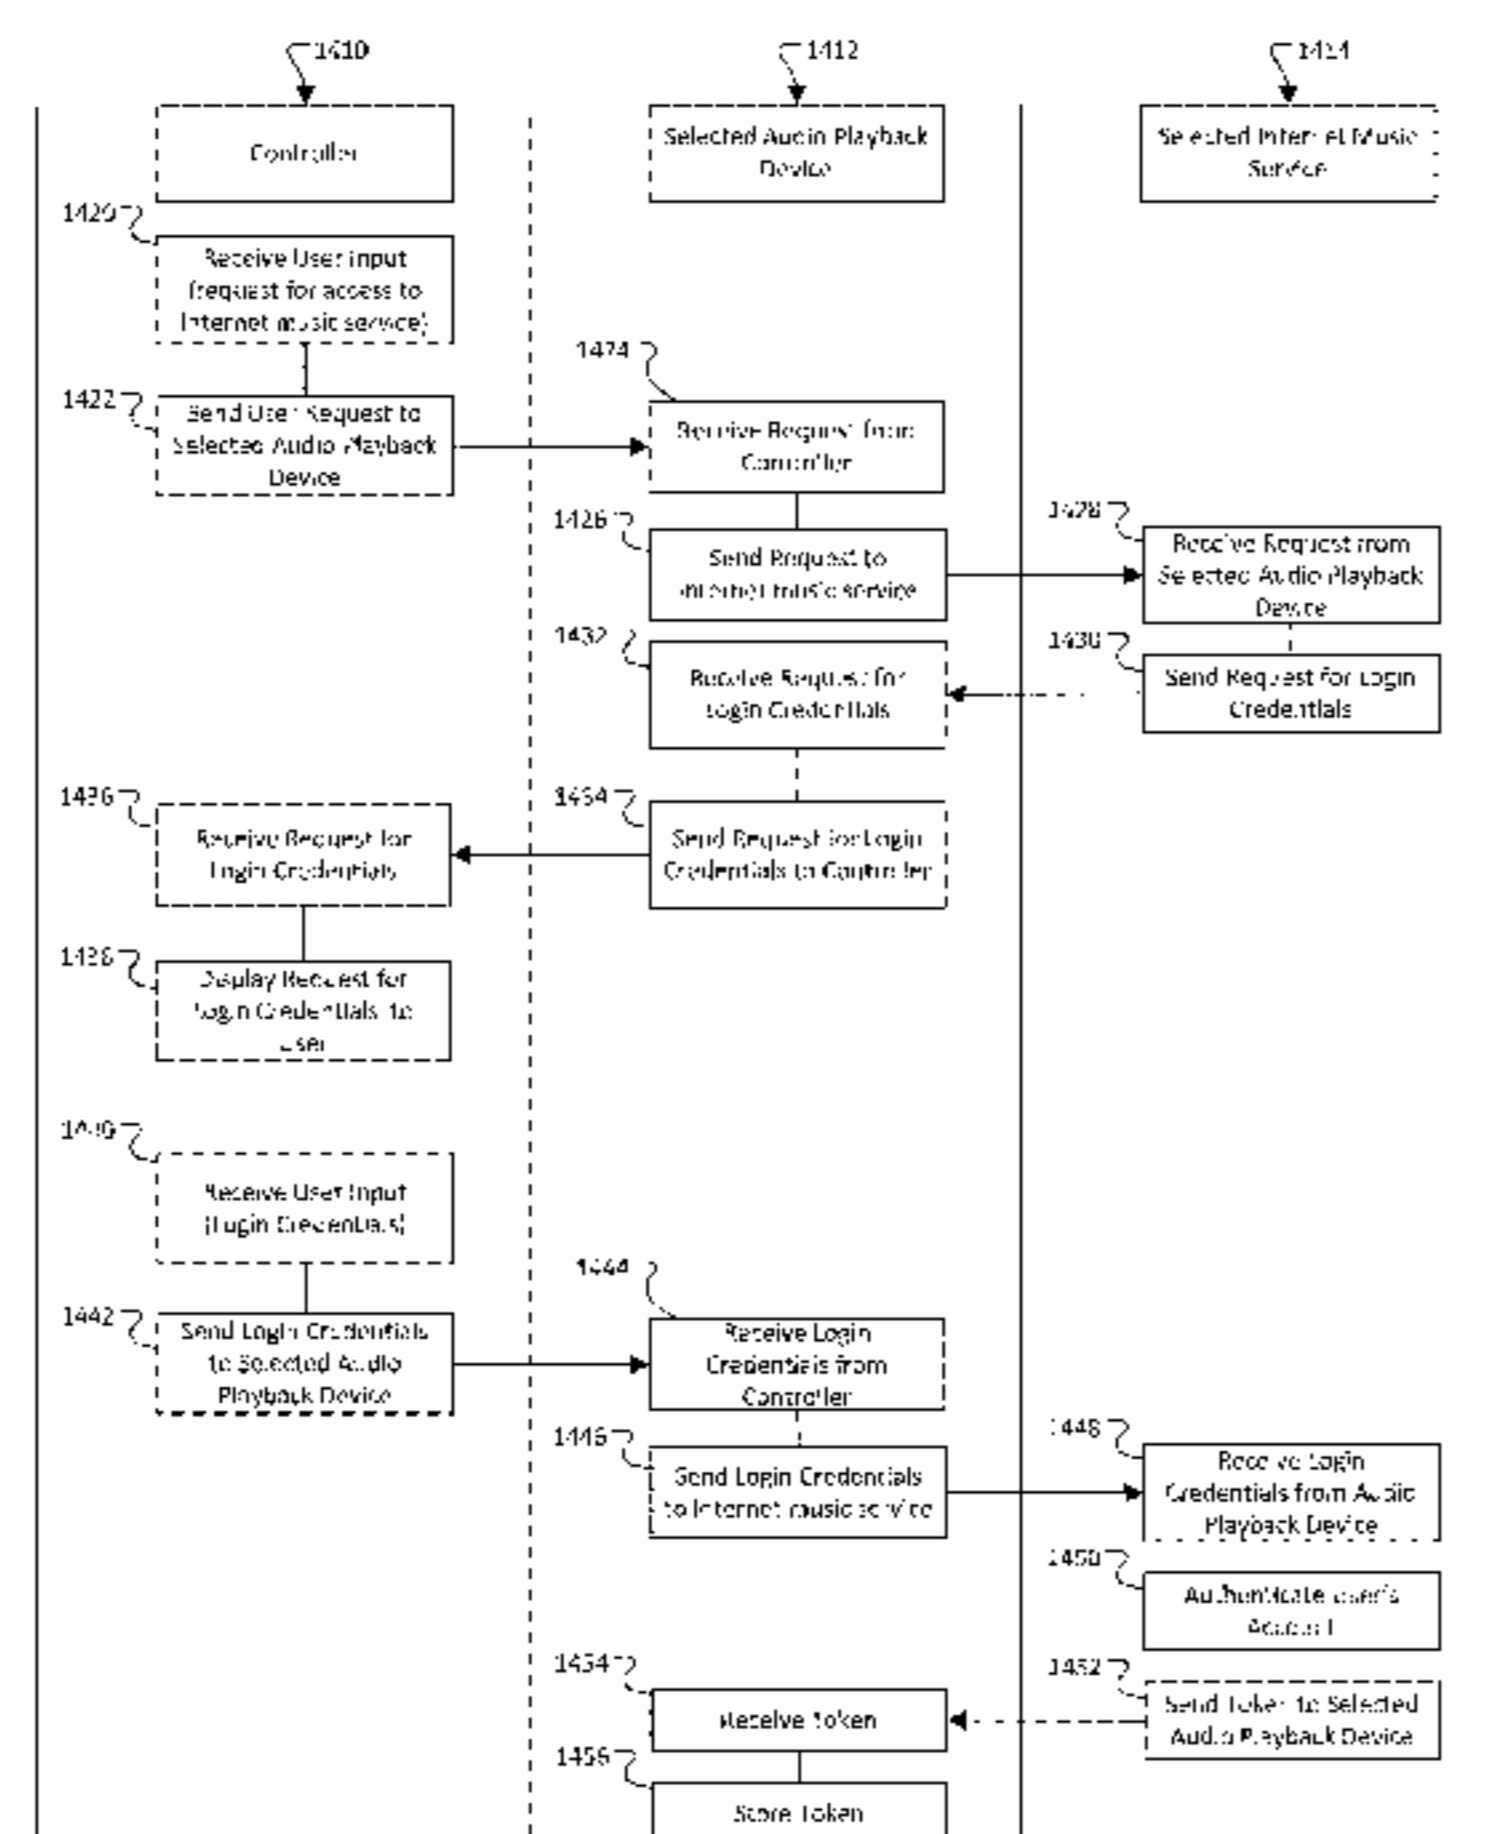 1410
1412
1414
Controller
Selected Audio Playback
Device
Selected Internet Music
Service
1420
Receive User Input
(request for access to
Internet music service)
1422
Send User Request to
Selected Audio Playback
Device
1424
Receive Request from
Controller
1426
Send Request to
Internet music service
1428
Receive Request from
Selected Audio Playback
Device
1430
Send Request for Login
Credentials
1432
Receive Request for
Login Credentials
1434
Send Request for Login
Credentials to Controller
1436
Receive Request for
Login Credentials
1438
Display Request for
Login Credentials to
User
1440
Receive User Input
(Login Credentials)
1442
Send Login Credentials
to Selected Audio
Playback Device
1444
Receive Login
Credentials from
Controller
1446
Send Login Credentials
to Internet music service
1448
Receive Login
Credentials from Audio
Playback Device
1450
Authenticate user's
Account
1452
Send Token to Selected
Audio Playback Device
1454
Receive Token
1456
Store Token